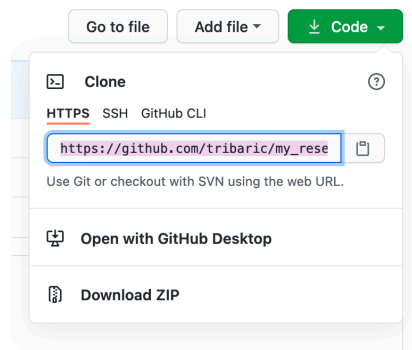 Go to file Add file Code
Clone
HTTPS SSH GitHub CLI
https://github.com/tribaric/my_rese
Use Git or checkout with SVN using the web URL.
Open with GitHub Desktop
Download ZIP